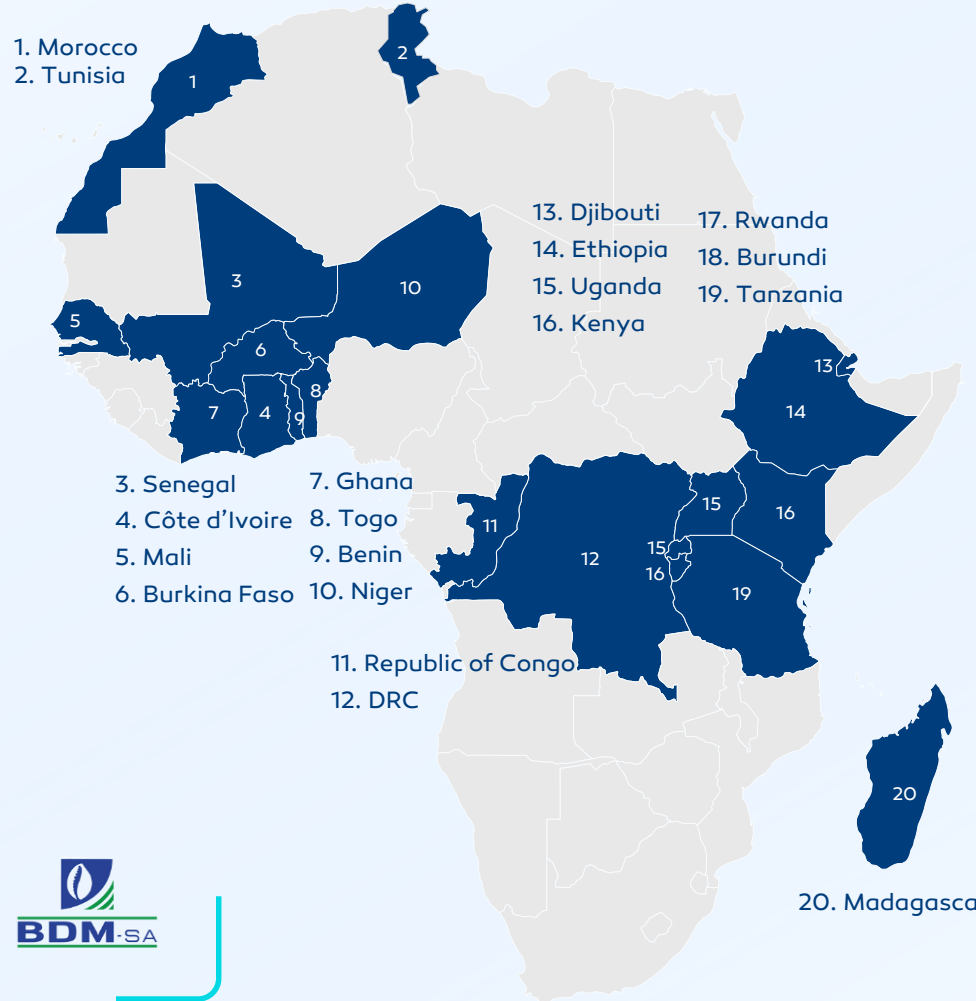 1. Morocco
2. Tunisia
1
2
3
10
5
6
7
4
9
8
13. Djibouti
14. Ethiopia
15. Uganda
16. Kenya
17. Rwanda
18. Burundi
19. Tanzania
13
14
3. Senegal
4. Côte d’Ivoire
5. Mali
6. Burkina Faso
7. Ghana
8. Togo
9. Benin
10. Niger
11
12
15
16
15
16
19
11. Republic of Congo
12. DRC
20
20. Madagasca
BDM-SA